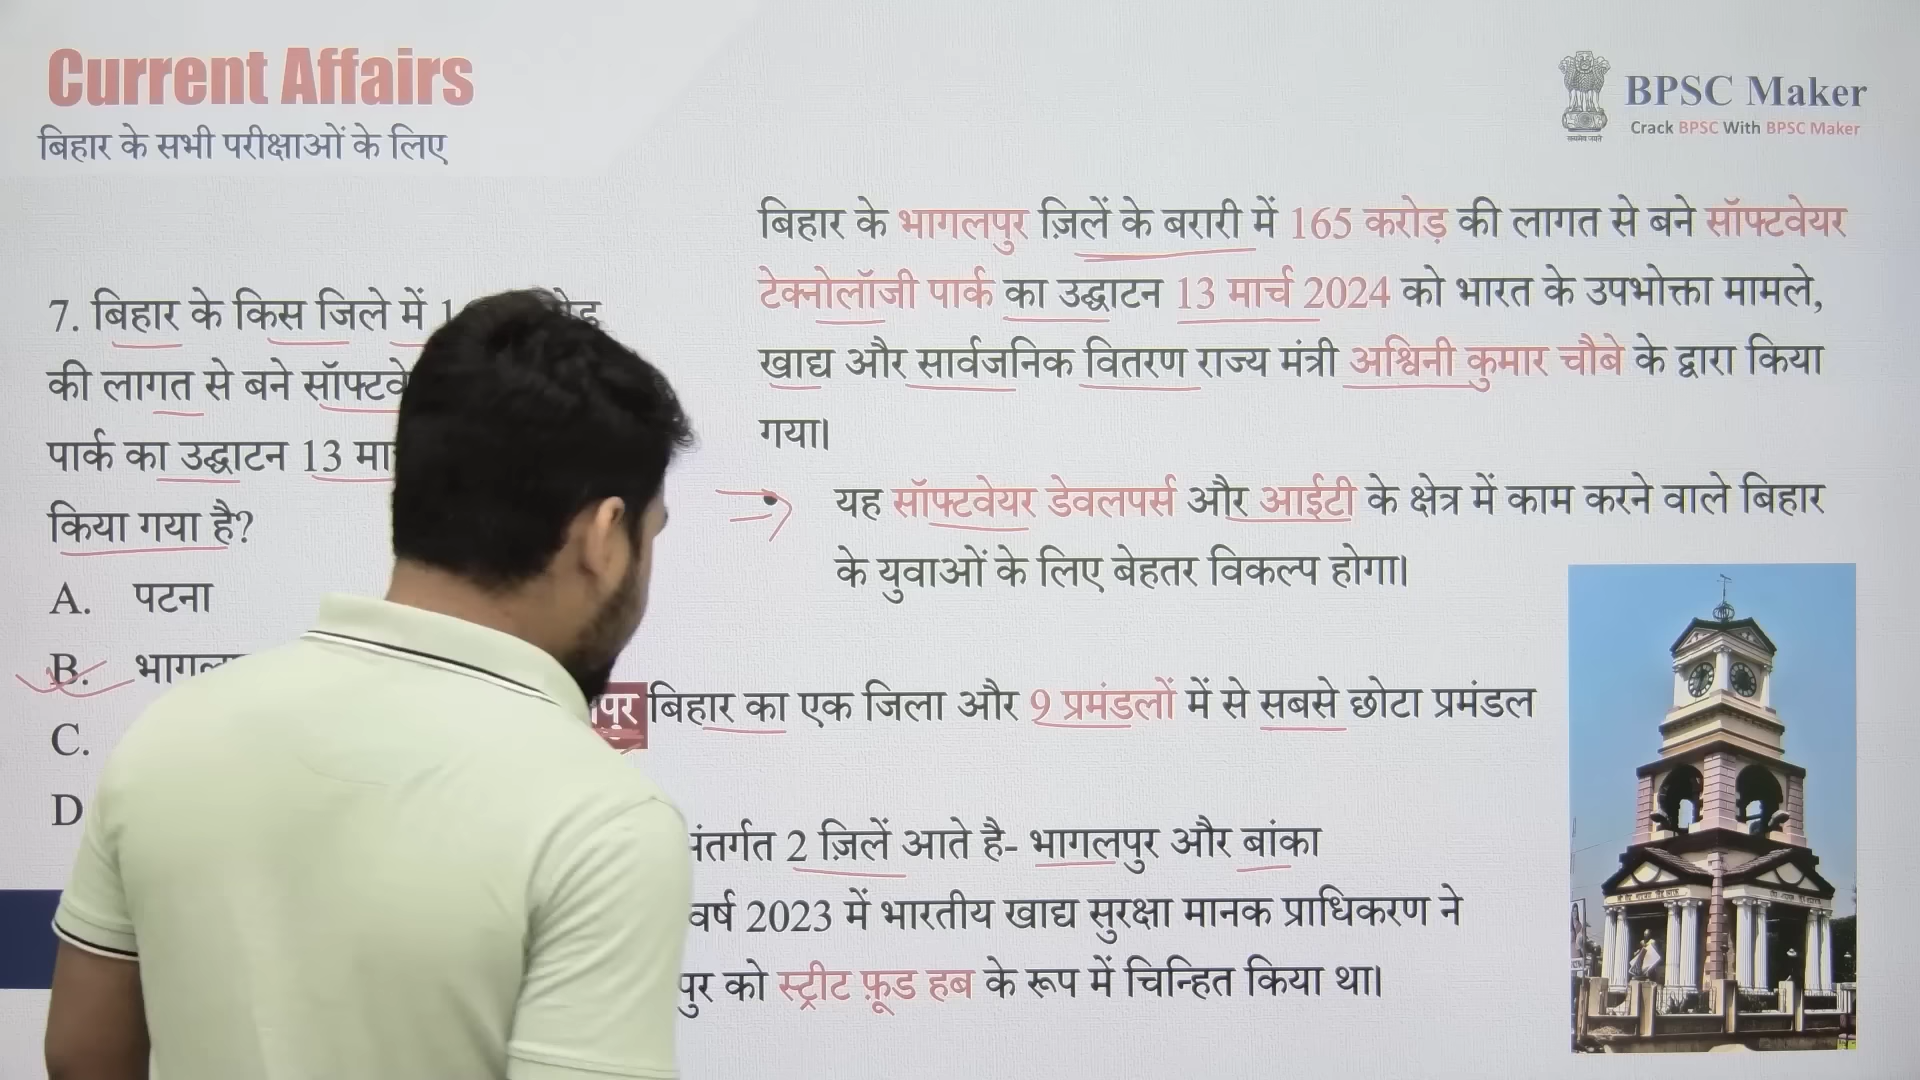 Current Affairs
बिहार के सभी परीक्षाओं के लिए
BPSC Maker
Crack BPSC With BPSC Maker
7. बिहार के किस जिले में
की लागत से बने
पार्क का उद्घाटन 13
किया गया है?
A. पटना
B.
C.
D
बिहार के भागलपुर ज़िलें के बरारी में 165 करोड़ की लागत से बने सॉफ्टवेयर
टेक्नोलॉजी पार्क का उद्घाटन 13 मार्च 2024 को भारत के उपभोक्ता मामले,
खाद्य और सार्वजनिक वितरण राज्य मंत्री अश्विनी कुमार चौबे के द्वारा किया
गया।
• यह सॉफ्टवेयर डेवलपर्स और आईटी के क्षेत्र में काम करने वाले बिहार
के युवाओं के लिए बेहतर विकल्प होगा।
बिहार का एक जिला और 9 प्रमंडलों में से सबसे छोटा प्रमंडल
2 ज़िलें आते है- भागलपुर और बांका
वर्ष 2023 में भारतीय खाद्य सुरक्षा मानक प्राधिकरण ने
को स्ट्रीट फ़ूड हब के रूप में चिन्हित किया था।